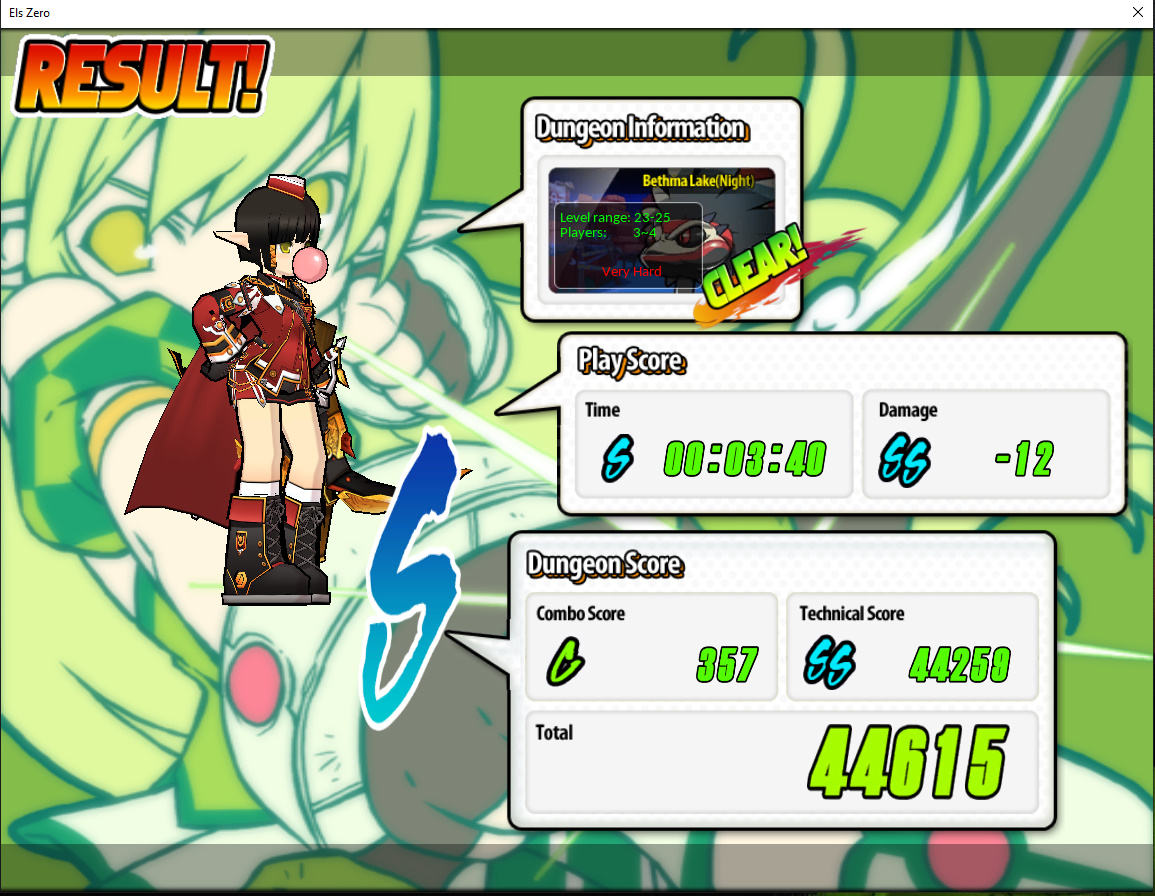 Els Zero
RESULT!
Dungeon Information
Bethma Lake(Night)
Level range: 23-25
Players: 3~4
Very Hard
CLEAR!
Play Score
Time
S 00:03:40
Damage
SS -12
S
Dungeon Score
Combo Score
C 357
Technical Score
SS 44259
Total
44615